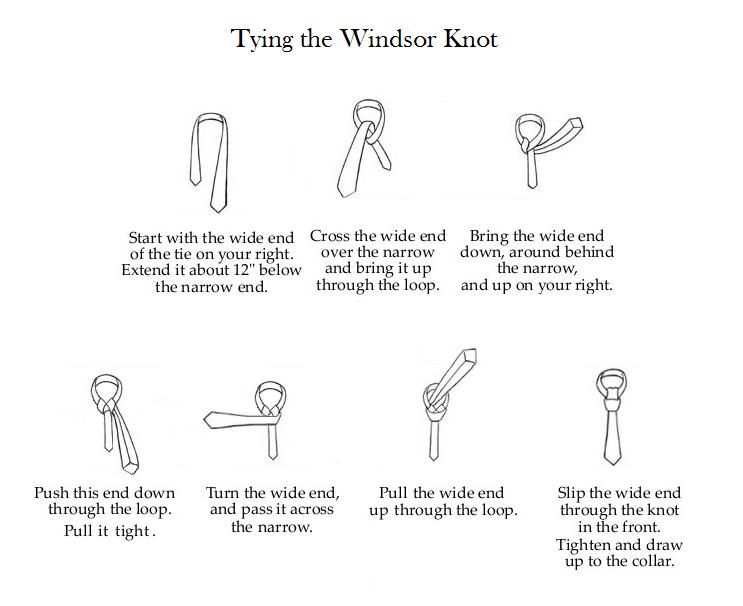 Tying the Windsor Knot
Start with the wide end
of the tie on your right.
Extend it about 12" below
the narrow end.
Cross the wide end
over the narrow
and bring it up
through the loop.
Bring the wide end
down, around behind
the narrow,
and up on your right.
Push this end down
through the loop.
Pull it tight.
Turn the wide end,
and pass it across
the narrow.
Pull the wide end
up through the loop.
Slip the wide end
through the knot
in the front.
Tighten and draw
up to the collar.